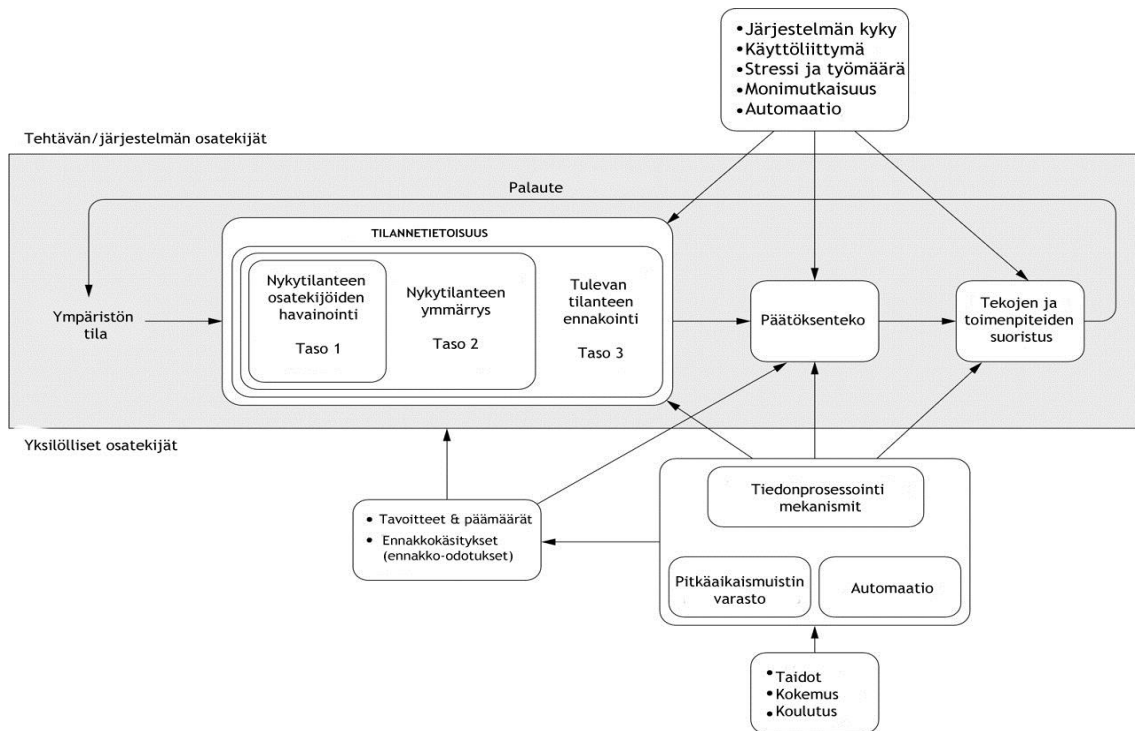 • Järjestelmän kyky
• Käyttöliittymä
• Stressi ja työmäärä
• Monimutkaisuus
• Automaatio
Tehtävän/järjestelmän osatekijät
Palaute
TILANNETIETOISUUS
Nykytilanteen
osatekijöiden
havainointi
Taso 1
Nykytilanteen
ymmärrys
Taso 2
Tulevan
tilanteen
ennakointi
Taso 3
Ympäristön
tila
Päätöksenteko
Tekojen ja
toimenpiteiden
suoristus
Yksilölliset osatekijät
• Tavoitteet & päämäärät
• Ennakkokäsitykset
(ennakko-odotukset)
Tiedonprosessointi
mekanismit
Pitkäaikaismuistin
varasto
Automaatio
• Taidot
• Kokemus
• Koulutus